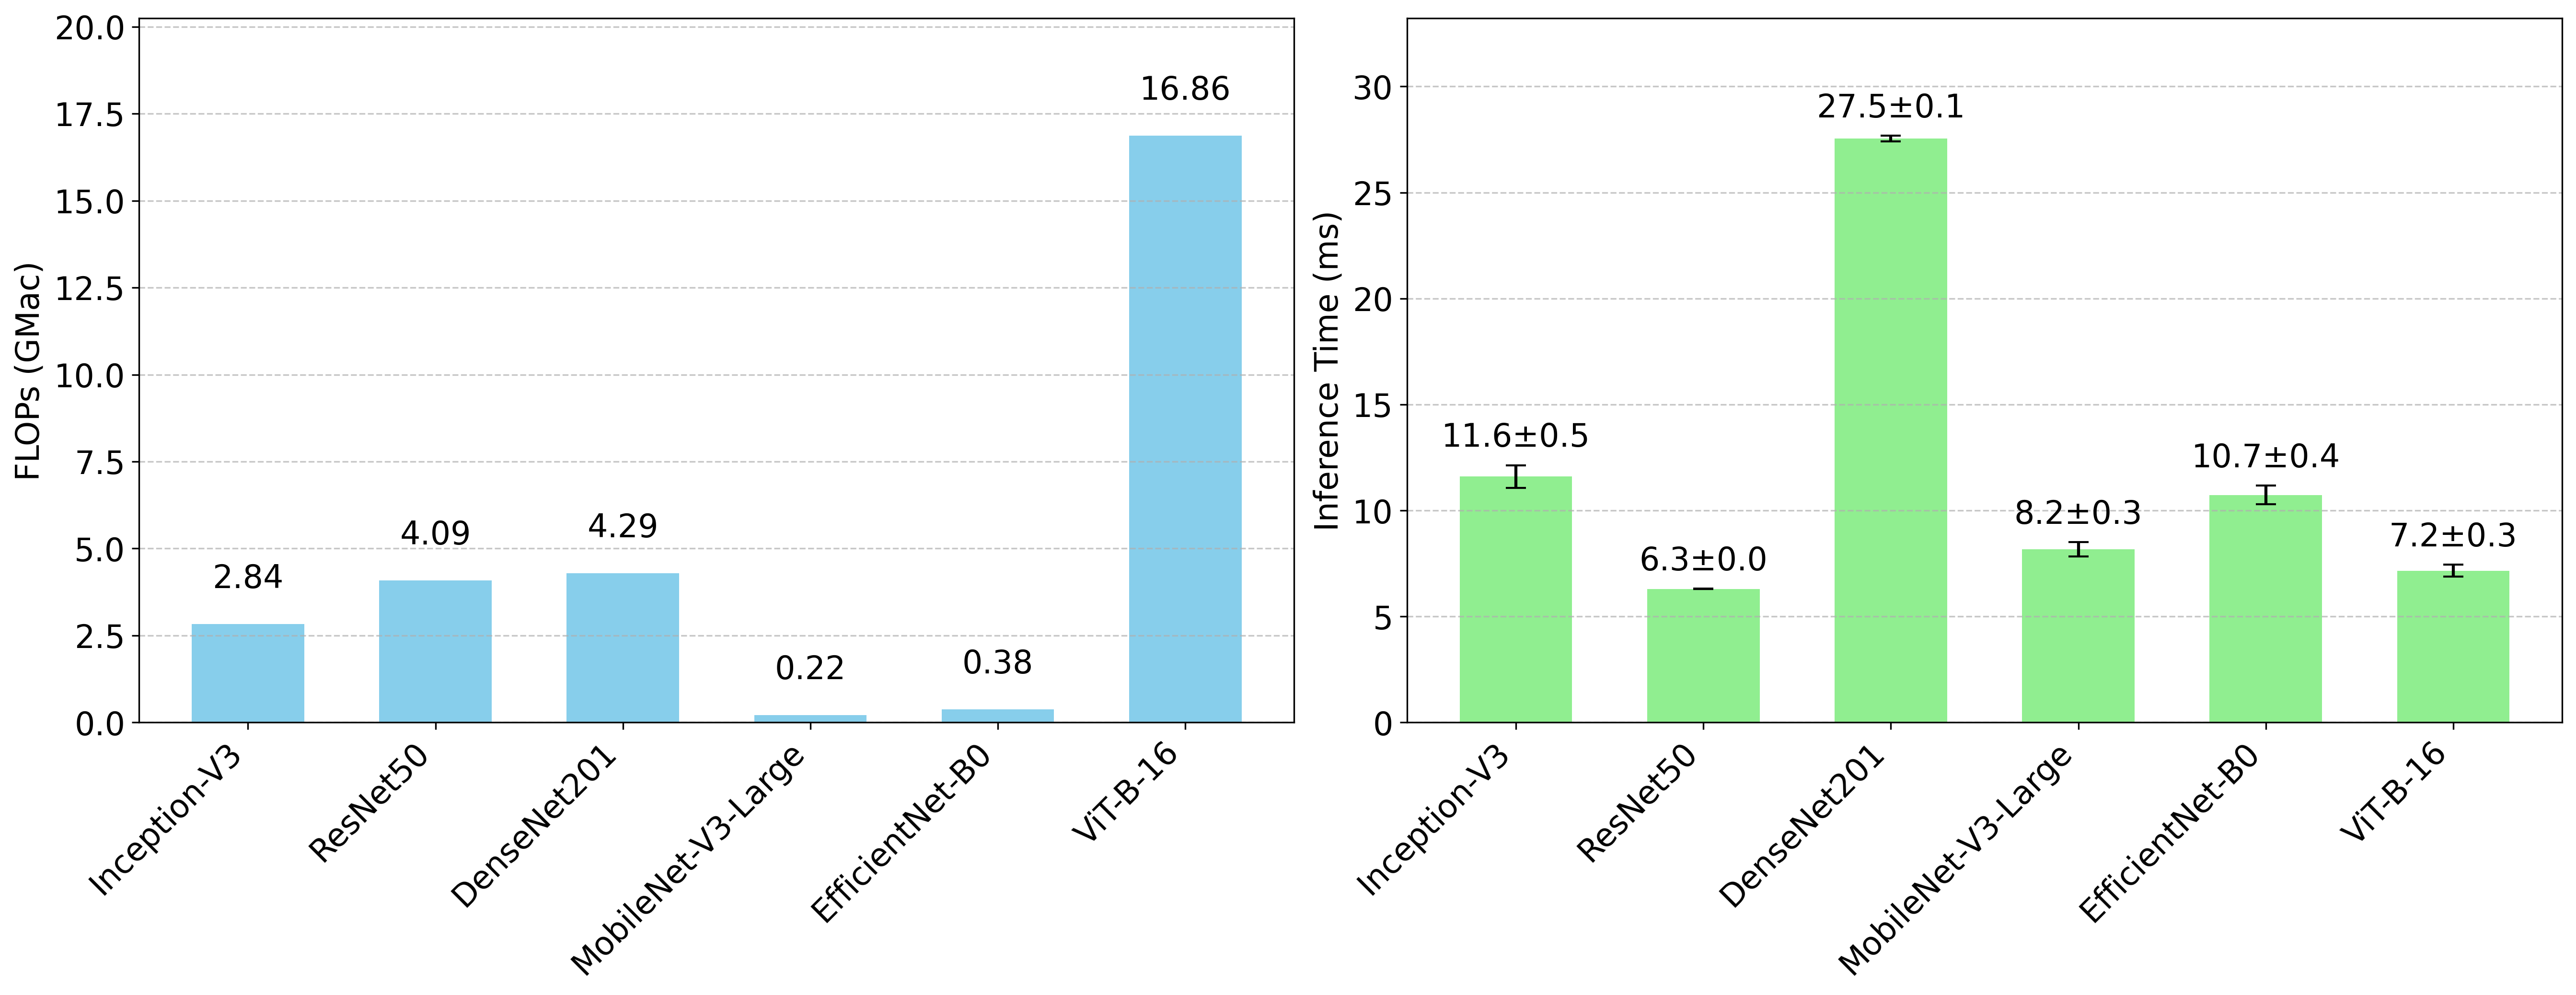 FLOPs (GMac)
20.0
17.5
15.0
12.5
10.0
7.5
5.0
2.5
0.0
2.84
4.09
4.29
0.22
0.38
16.86
Inception-V3
ResNet50
DenseNet201
MobileNet-V3-Large
EfficientNet-B0
ViT-B-16
Inference Time (ms)
30
25
20
15
10
5
0
11.6±0.5
6.3±0.0
27.5±0.1
8.2±0.3
10.7±0.4
7.2±0.3
Inception-V3
ResNet50
DenseNet201
MobileNet-V3-Large
EfficientNet-B0
ViT-B-16